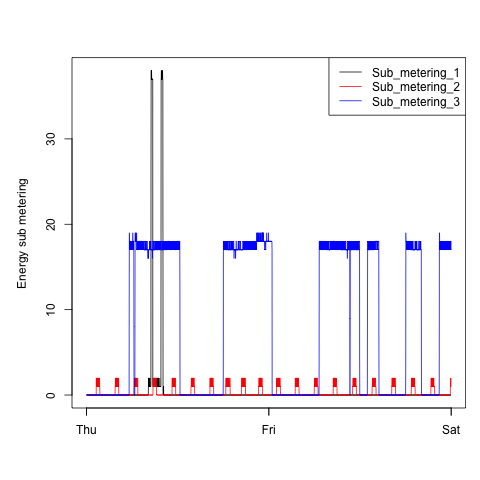 Sub_metering_1
Sub_metering_2
Sub_metering_3
Energy sub metering
30
20
10
0
Thu Fri Sat